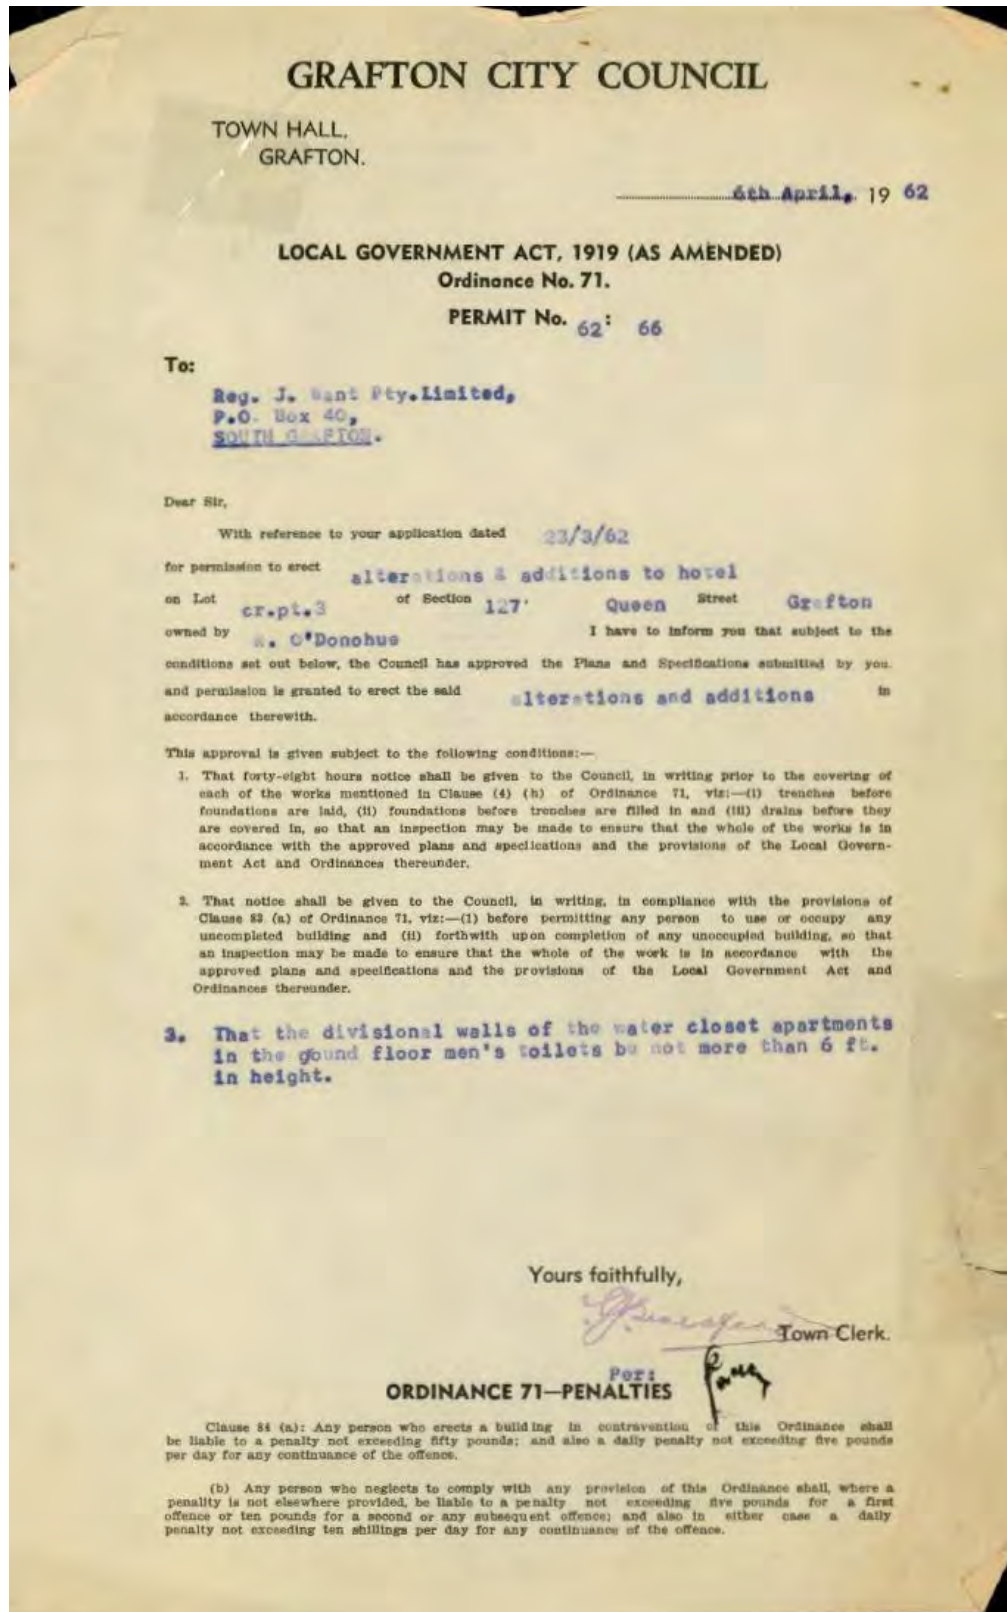 GRAFTON CITY COUNCIL
TOWN HALL,
GRAFTON.
6th April, 19 62
LOCAL GOVERNMENT ACT, 1919 (AS AMENDED)
Ordinance No. 71.
PERMIT No. 62: 66
To:
Reg. J. Want Pty.Limited,
P.O. Box 40,
SOUTH GRAFTON.
Dear Sir,
With reference to your application dated 23/3/62
for permission to erect alterations & additions to hotel
on Lot cr.pt.3 of Section 127' Queen Street Grafton
owned by O'Donohue I have to inform you that subject to the
conditions set out below, the Council has approved the Plans and Specifications submitted by you.
and permission is granted to erect the said alterations and additions in
accordance therewith.
This approval is given subject to the following conditions:—
1. That forty-eight hours notice shall be given to the Council, in writing prior to the covering of
each of the works mentioned in Clause (4) (h) of Ordinance 71, viz:—(i) trenches before
foundations are laid, (ii) foundations before trenches are filled in and (iii) drains before they
are covered in, so that an inspection may be made to ensure that the whole of the works is in
accordance with the approved plans and specifications and the provisions of the Local Govern-
ment Act and Ordinances thereunder.
2. That notice shall be given to the Council, in writing, in compliance with the provisions of
Clause 83 (a) of Ordinance 71, viz:—(i) before permitting any person to use or occupy any
uncompleted building and (ii) forthwith upon completion of any unoccupied building, so that
an inspection may be made to ensure that the whole of the work is in accordance with the
approved plans and specifications and the provisions of the Local Government Act and
Ordinances thereunder.
3. That the divisional walls of the water closet apartments
in the gound floor men's toilets be not more than 6 ft.
in height.
Yours faithfully,
Town Clerk.
Per:
ORDINANCE 71—PENALTIES
Clause 84 (a): Any person who erects a building in contravention of this Ordinance shall
be liable to a penalty not exceeding fifty pounds; and also a daily penalty not exceeding five pounds
per day for any continuance of the offence.
(b) Any person who neglects to comply with any provision of this Ordinance shall, where a
penality is not elsewhere provided, be liable to a penalty not exceeding five pounds for a first
offence or ten pounds for a second or any subsequent offence; and also in either case a daily
penalty not exceeding ten shillings per day for any continuance of the offence.